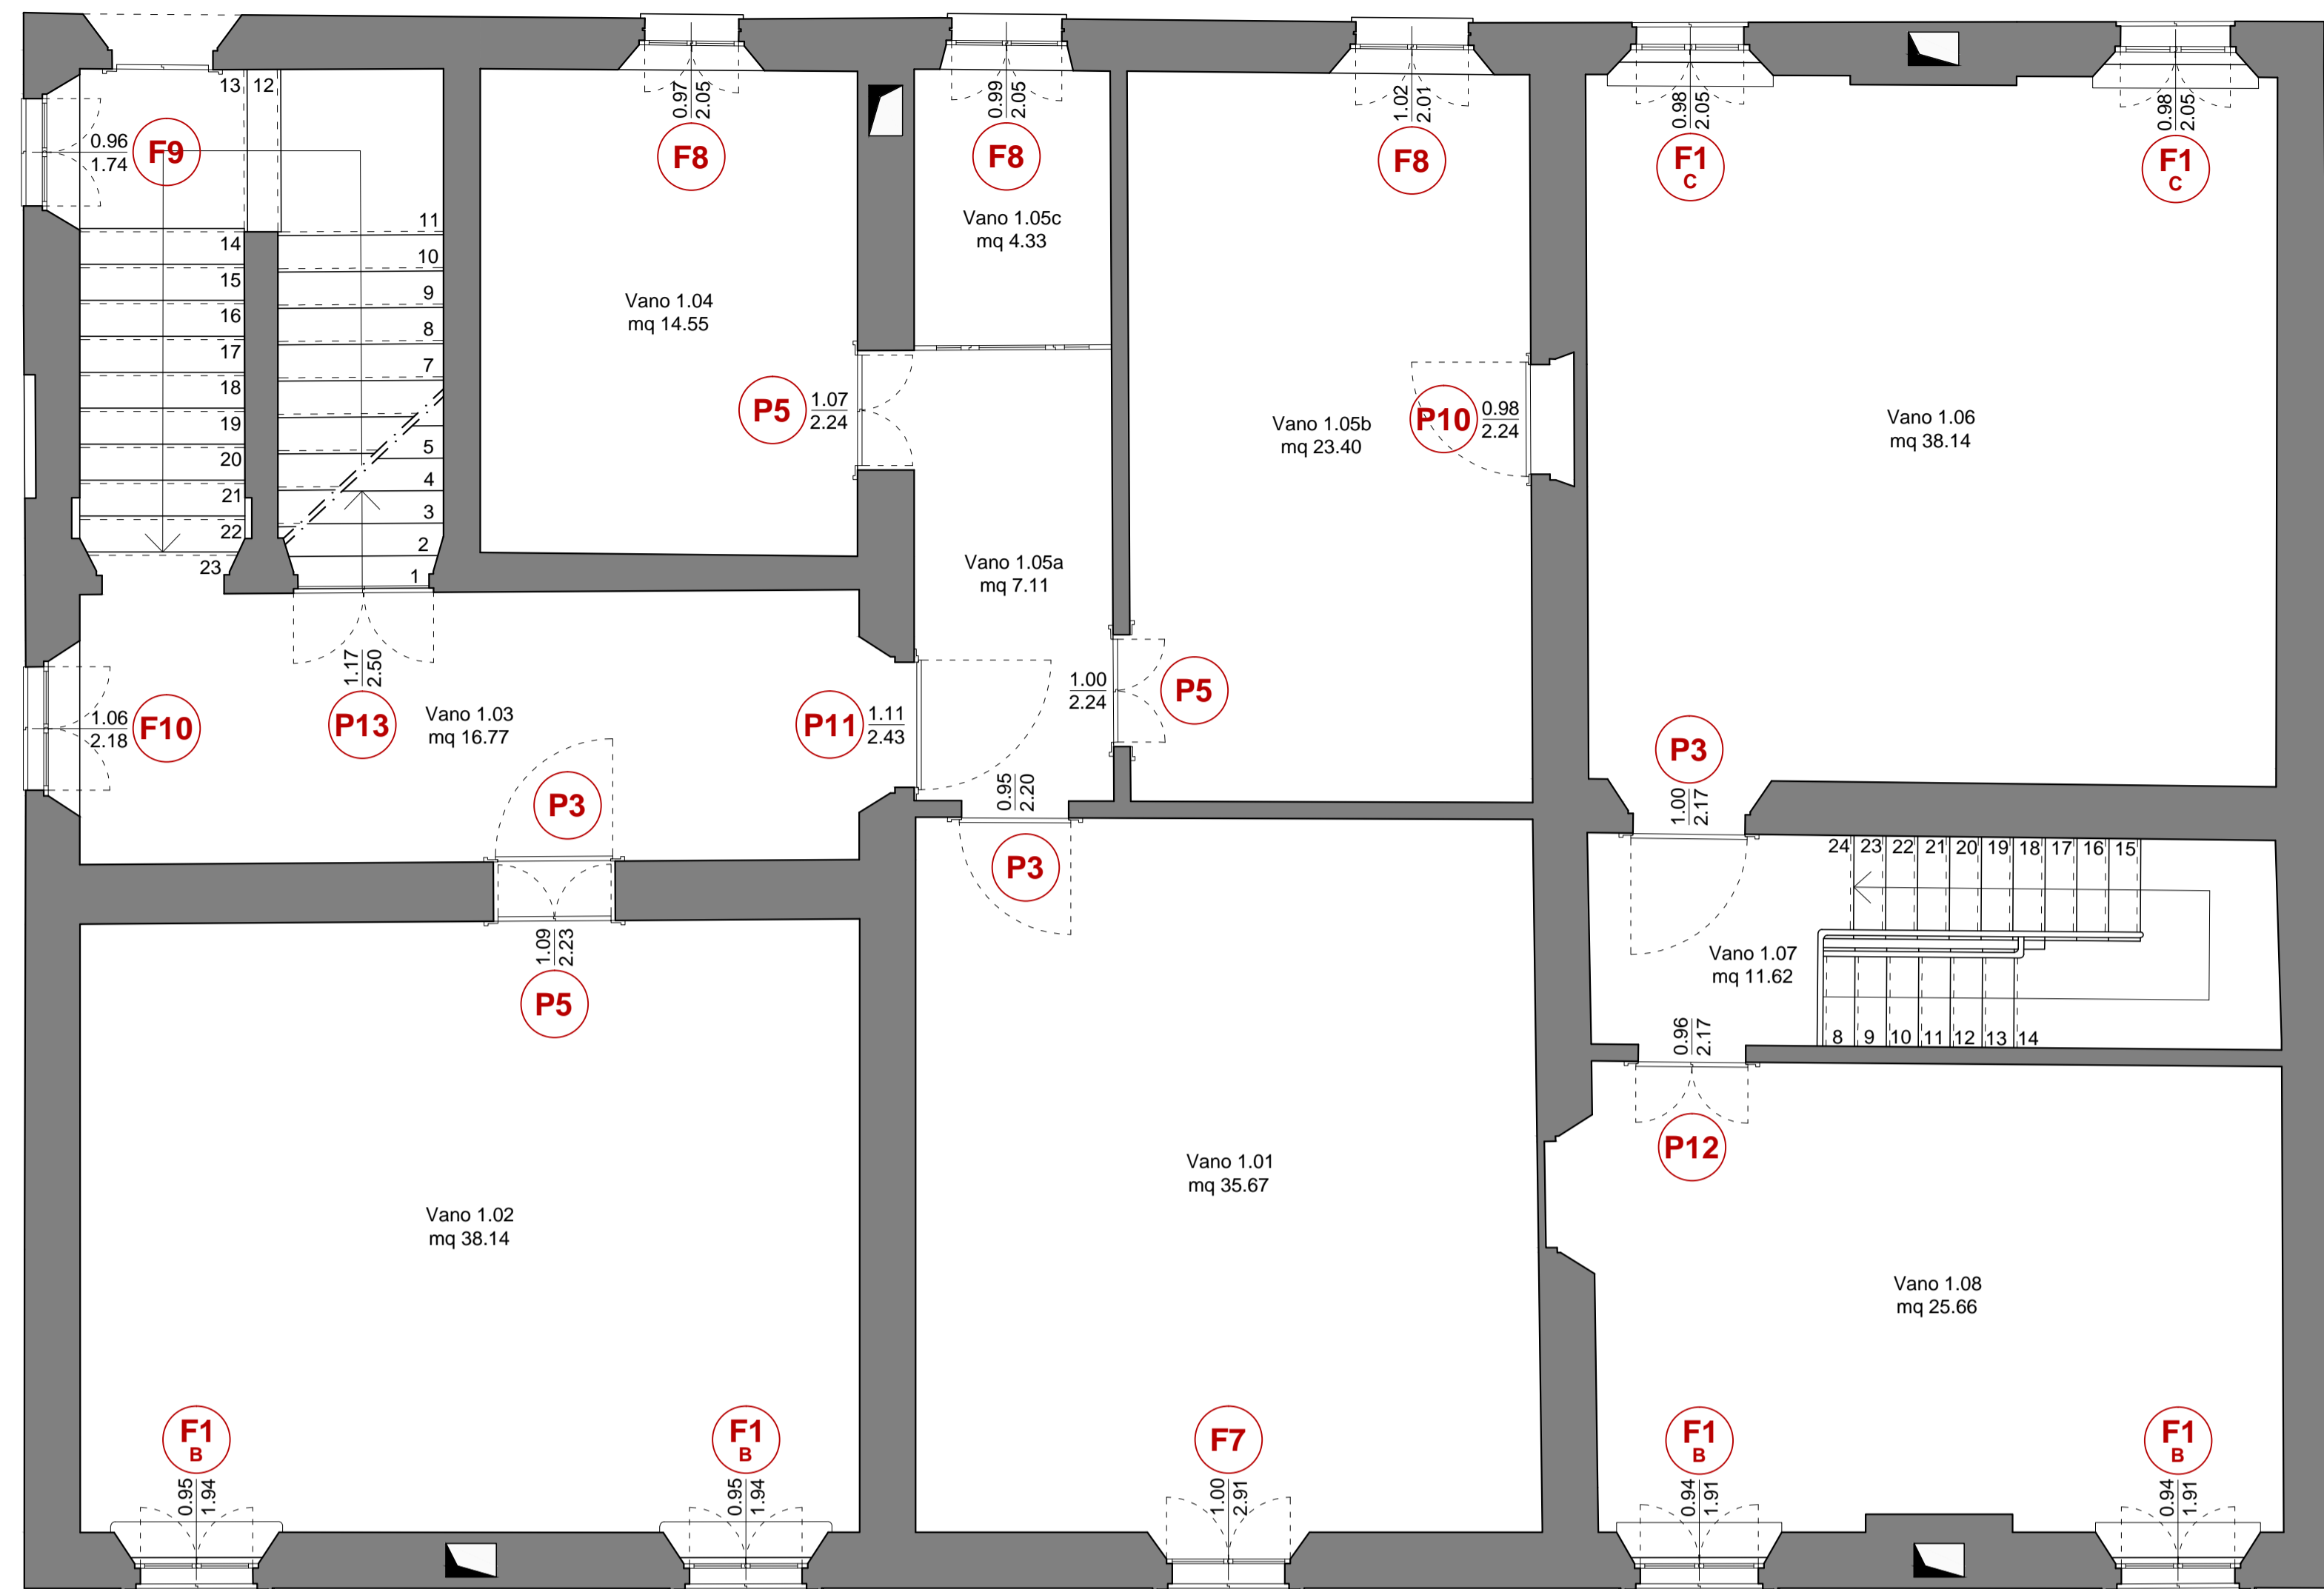 13 12
0.96
1.74
F9
0.97
2.05
F8
0.99
2.05
F8
1.02
2.01
F8
0.98
2.05
F1
C
0.98
2.05
F1
C
Vano 1.05c
mq 4.33
11
10
9
8
7
5
4
3
2
1
14
15
16
17
18
19
20
21
22
23
Vano 1.04
mq 14.55
P5
1.07
2.24
Vano 1.05b
mq 23.40
P10
0.98
2.24
Vano 1.06
mq 38.14
Vano 1.05a
mq 7.11
1.06
2.18
F10
1.17
2.50
P13
Vano 1.03
mq 16.77
P11
1.11
2.43
1.00
2.24
P5
P3
0.95
2.20
P3
P3
1.00
2.17
24 23 22 21 20 19 18 17 16 15
Vano 1.07
mq 11.62
8 9 10 11 12 13 14
0.96
2.17
P12
1.09
2.23
P5
Vano 1.02
mq 38.14
Vano 1.01
mq 35.67
Vano 1.08
mq 25.66
F1
B
0.95
1.94
F1
B
0.95
1.94
F7
1.00
2.91
F1
B
0.94
1.91
F1
B
0.94
1.91